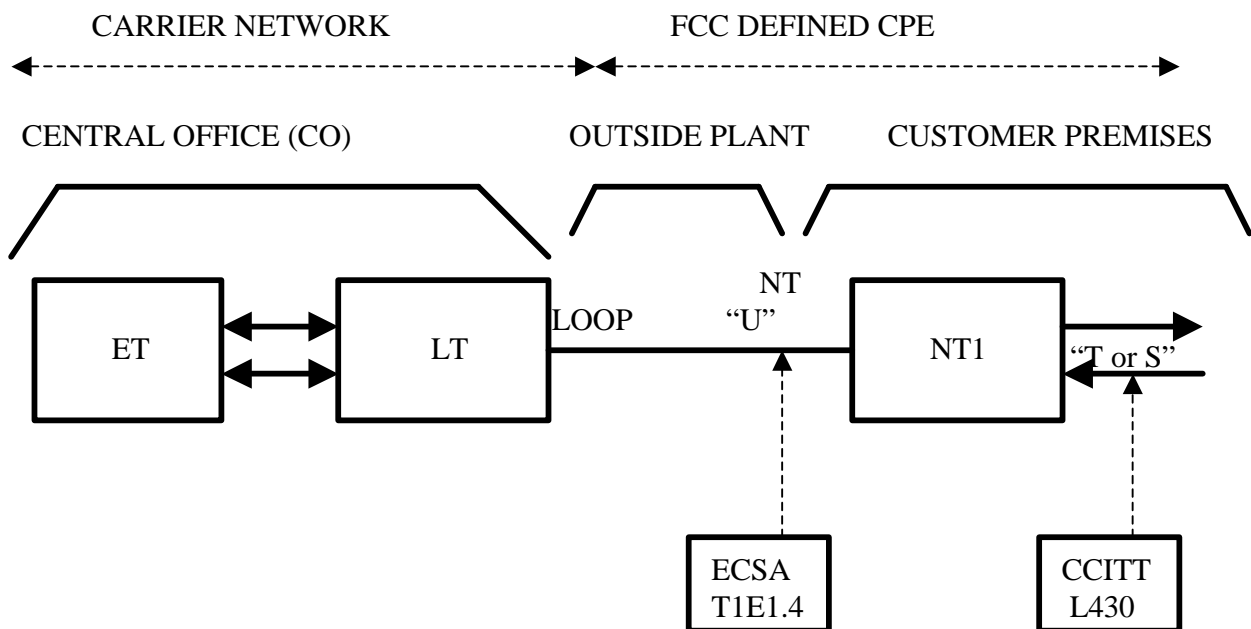 CARRIER NETWORK
FCC DEFINED CPE
CENTRAL OFFICE (CO)
OUTSIDE PLANT
CUSTOMER PREMISES
NT
LOOP
“U”
ET
LT
NT1
“T or S”
ECSA
T1E1.4
CCITT
L430